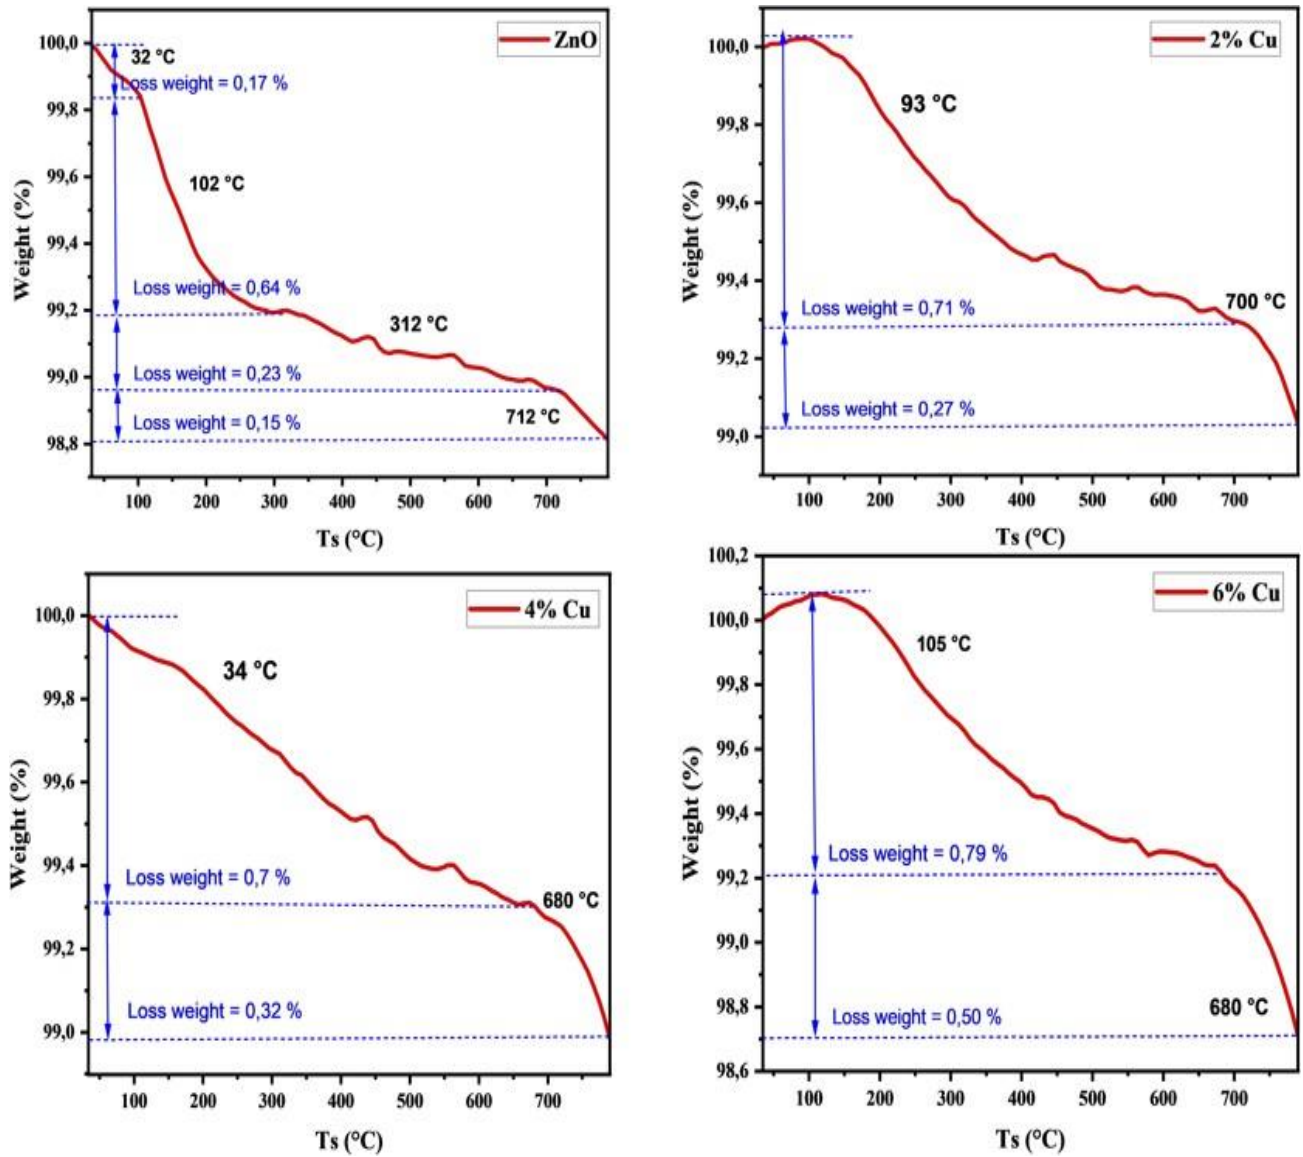 ZnO
100,0
32 °C
Loss weight = 0,17 %
99,8
99,6
102 °C
99,4
Loss weight = 0,64 %
99,2
312 °C
Loss weight = 0,23 %
99,0
712 °C
Loss weight = 0,15 %
98,8
Weight (%)
100 200 300 400 500 600 700
Ts (°C)
2% Cu
100,0
93 °C
99,8
99,6
99,4
Loss weight = 0,71 %
700 °C
99,2
Loss weight = 0,27 %
99,0
Weight (%)
100 200 300 400 500 600 700
Ts (°C)
4% Cu
100,0
34 °C
99,8
99,6
99,4
Loss weight = 0,7 %
680 °C
99,2
Loss weight = 0,32 %
99,0
Weight (%)
100 200 300 400 500 600 700
Ts (°C)
100,2
6% Cu
100,0
105 °C
99,8
99,6
99,4
Loss weight = 0,79 %
99,2
99,0
Loss weight = 0,50 %
680 °C
98,8
98,6
Weight (%)
100 200 300 400 500 600 700
Ts (°C)